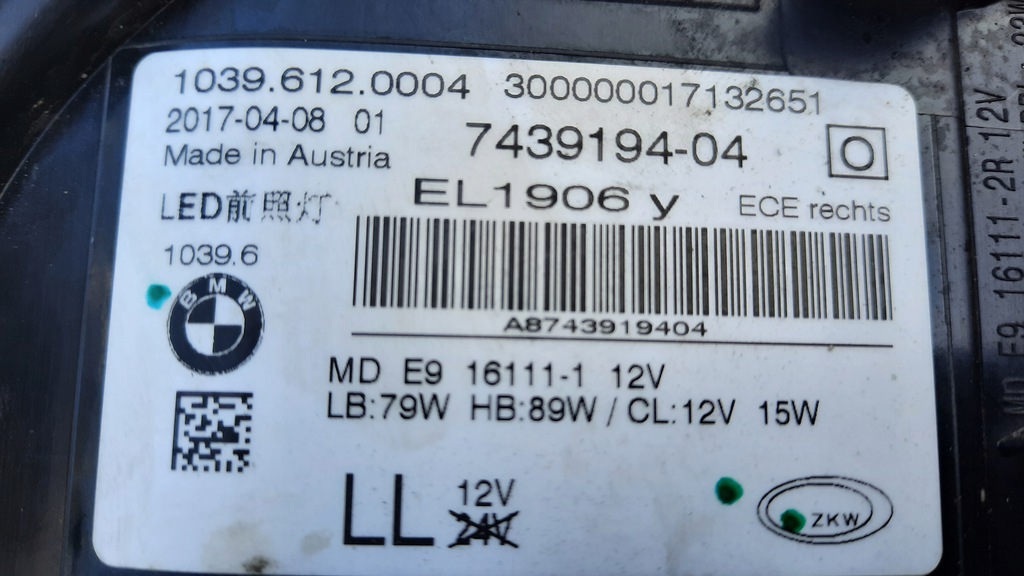 1039.612.0004 300000017132651
2017-04-08 01
7439194-04
O
Made in Austria
EL1906 y
ECE rechts
LED前照灯
1039.6
BMW
A8743919404
MD E9 16111-1 12V
LB:79W HB:89W / CL:12V 15W
LL 12V
24V
ZKW
MD E9 16111-2R 12V